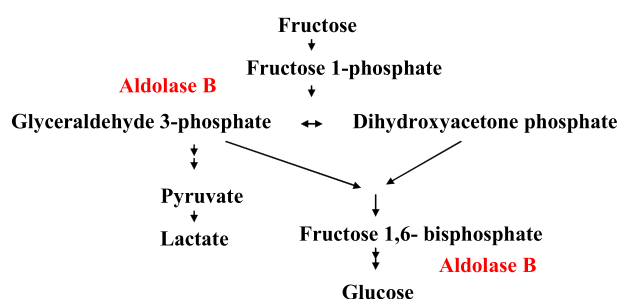 Fructose
Fructose 1-phosphate
Aldolase B
Glyceraldehyde 3-phosphate
Dihydroxyacetone phosphate
Pyruvate
Lactate
Fructose 1,6- bisphosphate
Aldolase B
Glucose